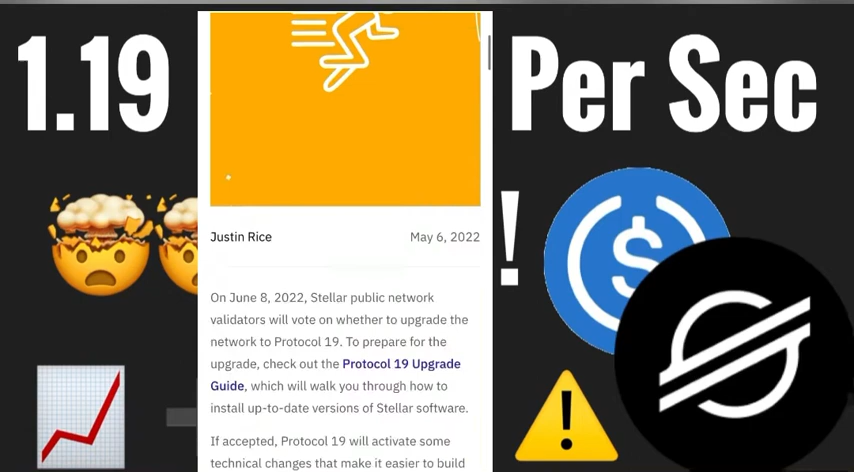 1.19
Per Sec
!
Justin Rice
May 6, 2022
On June 8, 2022, Stellar public network
validators will vote on whether to upgrade the
network to Protocol 19. To prepare for the
upgrade, check out the Protocol 19 Upgrade
Guide, which will walk you through how to
install up-to-date versions of Stellar software.
If accepted, Protocol 19 will activate some
technical changes that make it easier to build